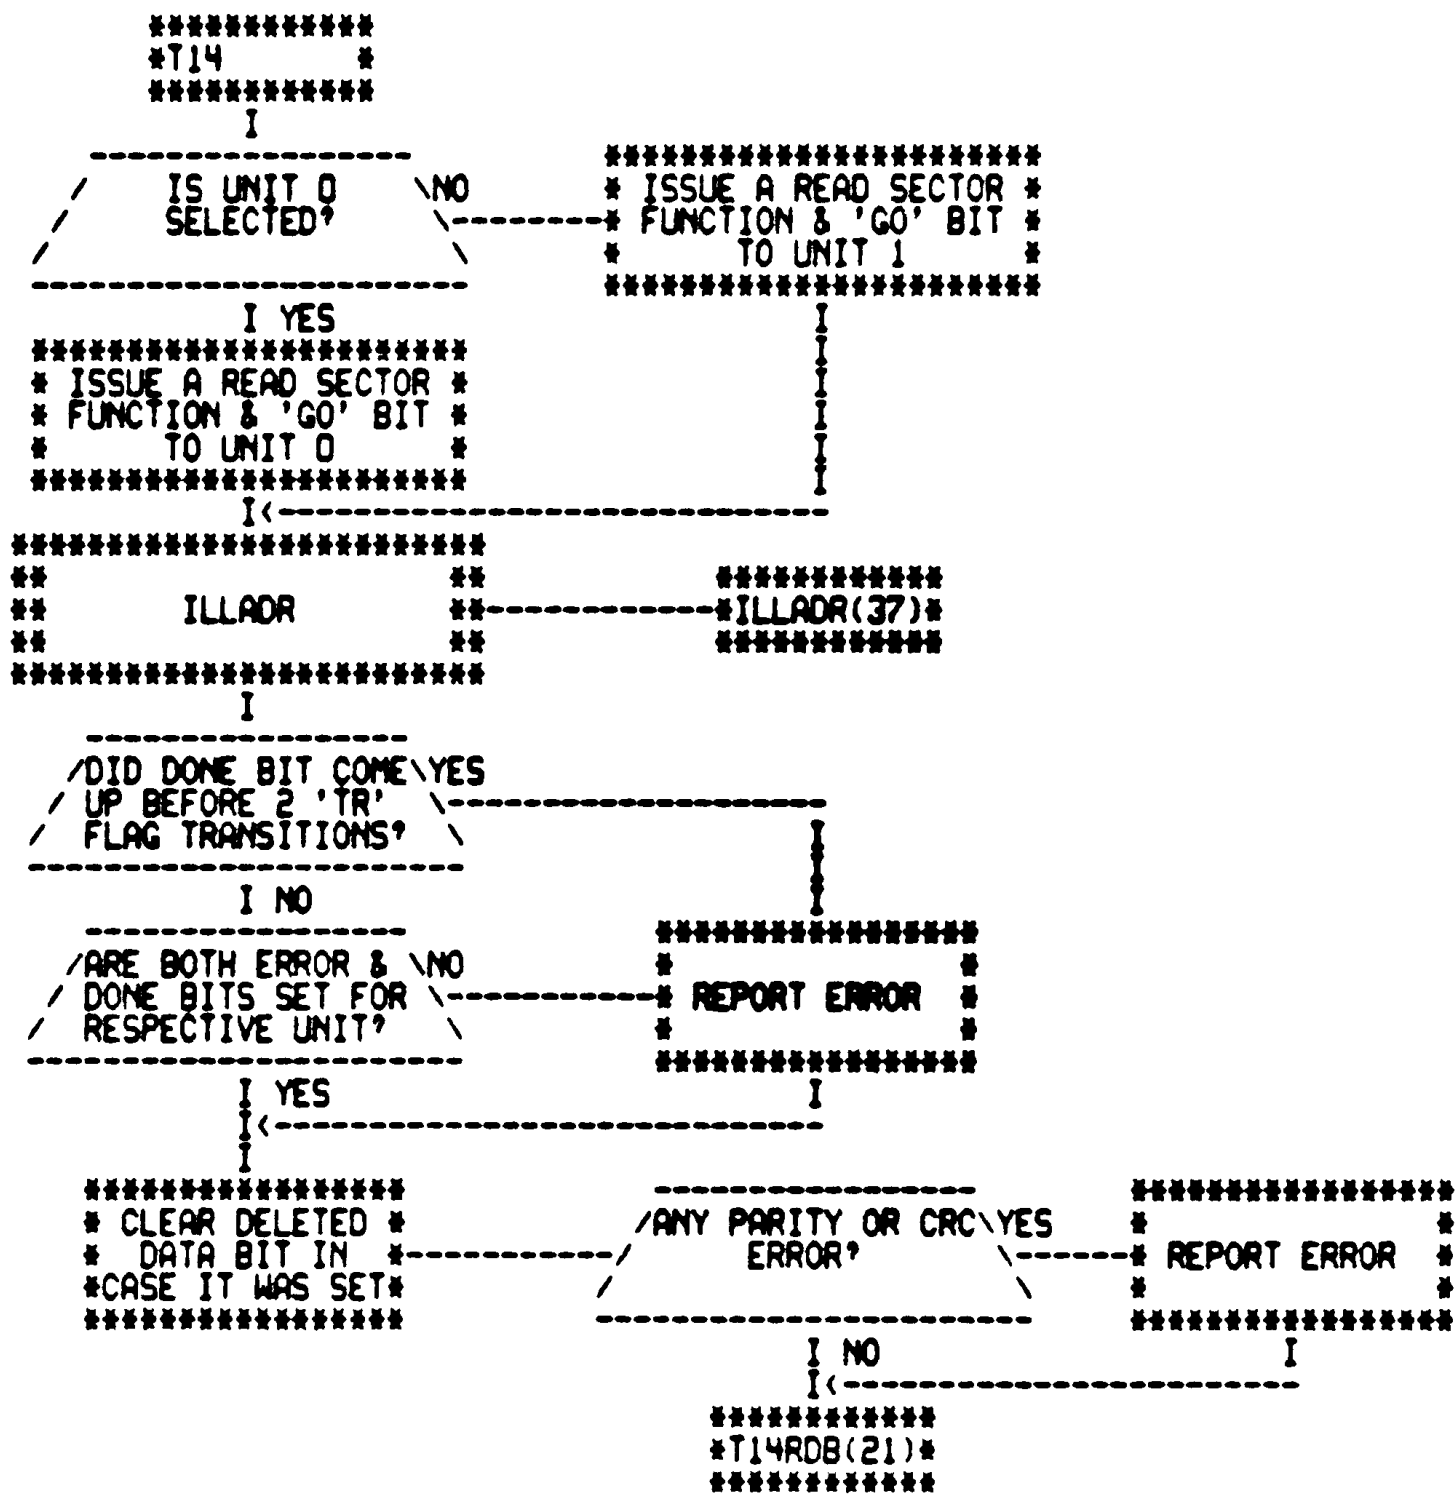 T14
IS UNIT 0
SELECTED?
NO
ISSUE A READ SECTOR
FUNCTION & 'GO' BIT
TO UNIT 1
YES
ISSUE A READ SECTOR
FUNCTION & 'GO' BIT
TO UNIT 0
ILLADR
ILLADR(37)
DID DONE BIT COME
UP BEFORE 2 'TR'
FLAG TRANSITIONS?
YES
NO
ARE BOTH ERROR &
DONE BITS SET FOR
RESPECTIVE UNIT?
NO
REPORT ERROR
YES
CLEAR DELETED
DATA BIT IN
CASE IT WAS SET
ANY PARITY OR CRC
ERROR?
YES
REPORT ERROR
NO
T14RDB(21)